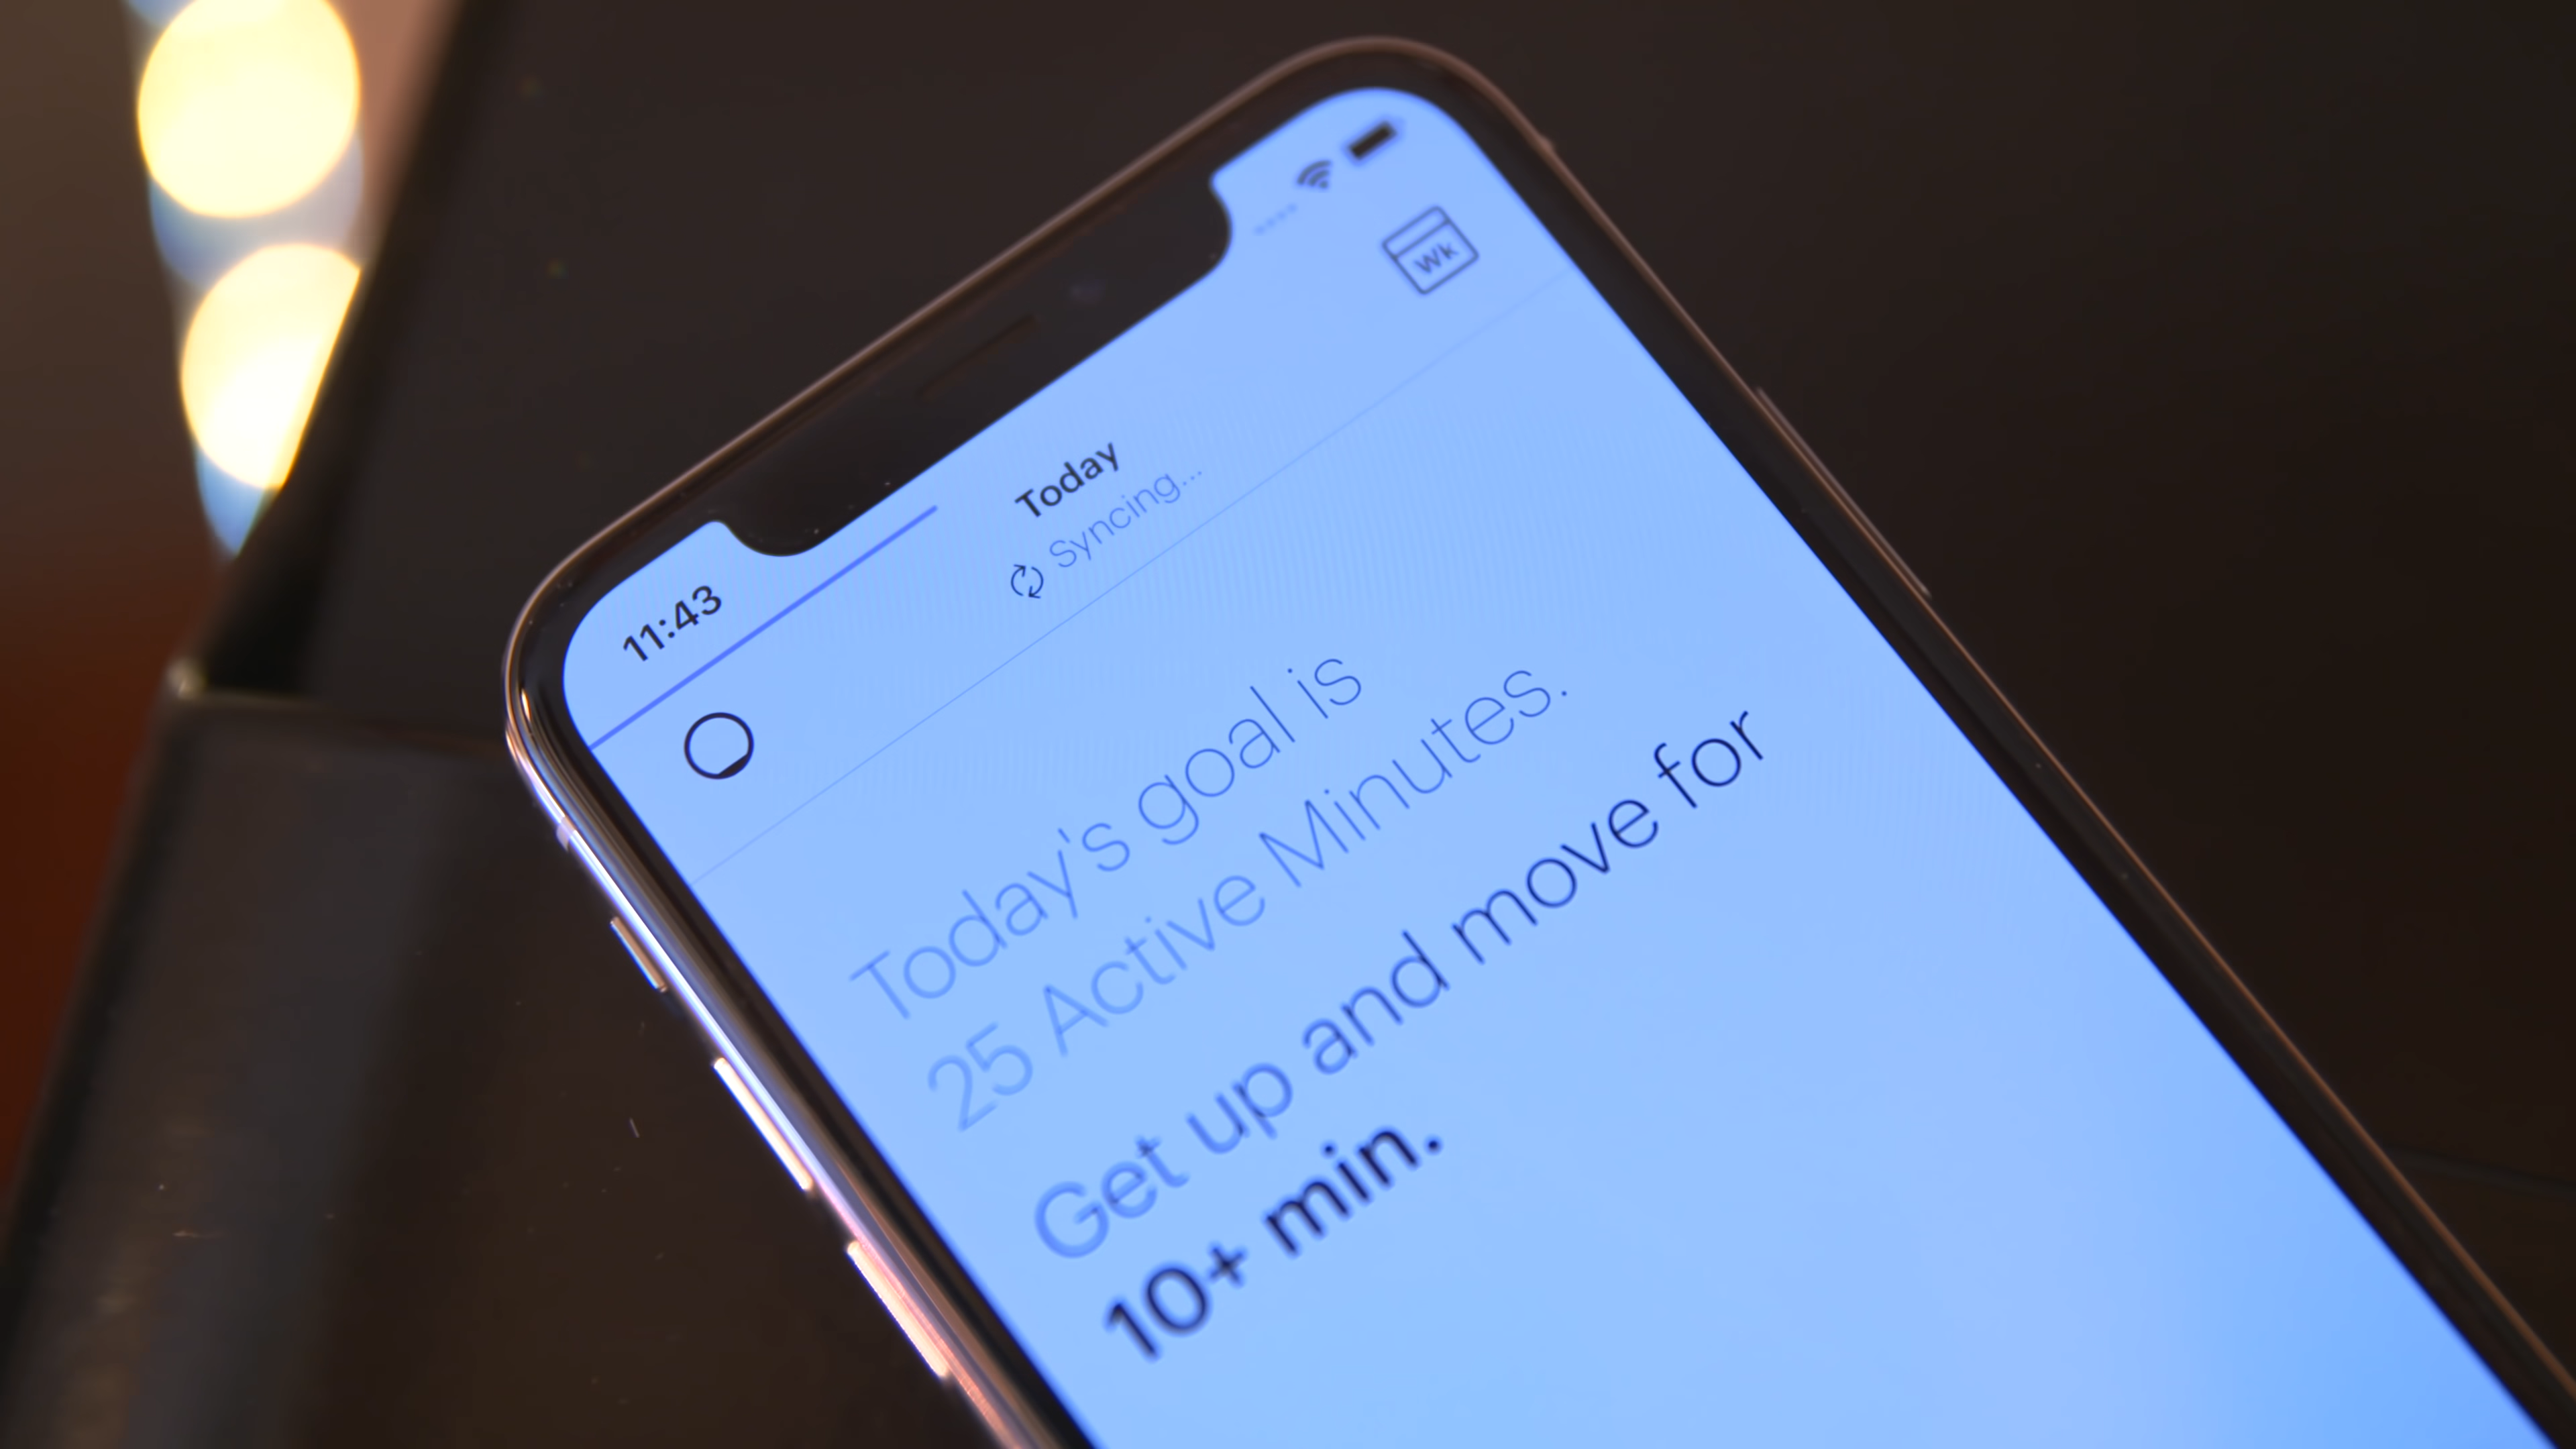 11:43
Wk
Today
Syncing...
Today's goal is
25 Active Minutes.
Get up and move for
10+ min.